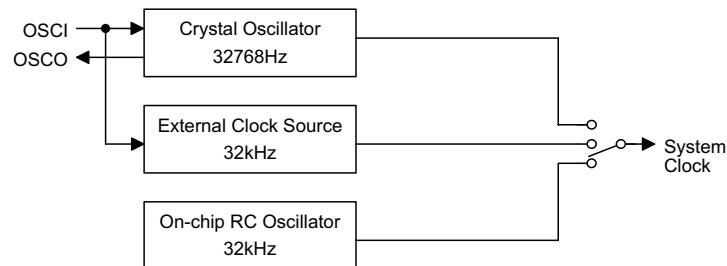 OSCI
OSCO
Crystal Oscillator
32768Hz
External Clock Source
32kHz
On-chip RC Oscillator
32kHz
System
Clock